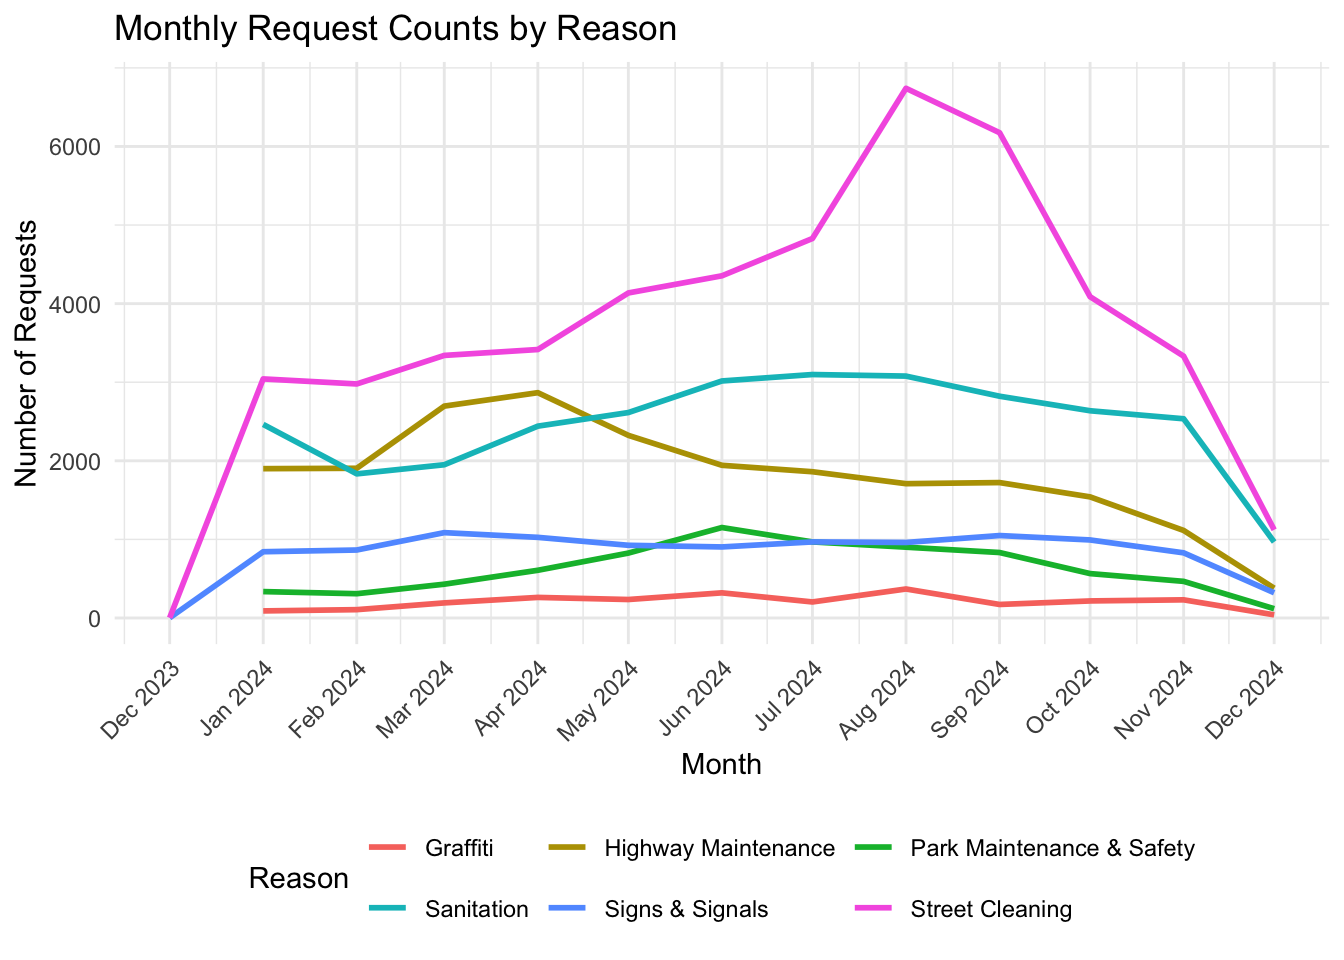 Monthly Request Counts by Reason
Number of Requests
6000
4000
2000
0
Dec 2023
Jan 2024
Feb 2024
Mar 2024
Apr 2024
May 2024
Jun 2024
Jul 2024
Aug 2024
Sep 2024
Oct 2024
Nov 2024
Dec 2024
Month
Reason
Graffiti
Highway Maintenance
Park Maintenance & Safety
Sanitation
Signs & Signals
Street Cleaning